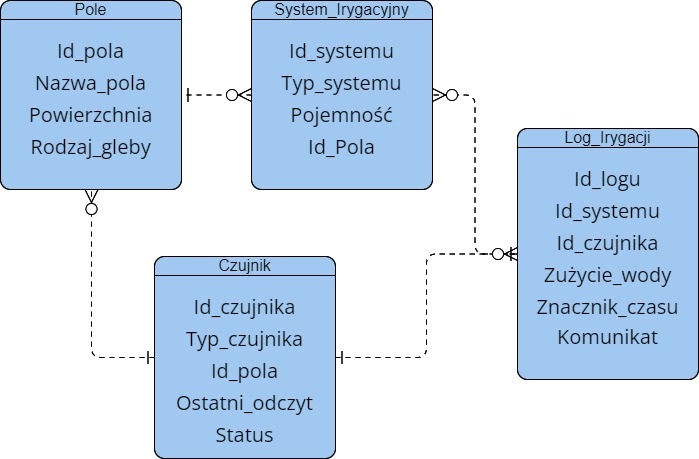 Pole
Id_pola
Nazwa_pola
Powierzchnia
Rodzaj_gleby
System_Irygacyjny
Id_systemu
Typ_systemu
Pojemność
Id_Pola
Log_Irygacji
Id_logu
Id_systemu
Id_czujnika
Zużycie_wody
Znacznik_czasu
Komunikat
Czujnik
Id_czujnika
Typ_czujnika
Id_pola
Ostatni_odczyt
Status